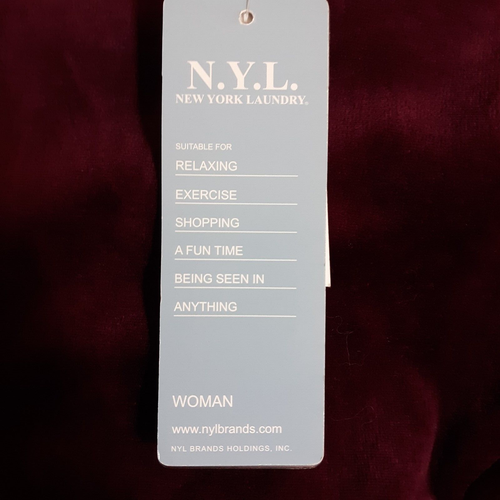 N.Y.L.
NEW YORK LAUNDRY®
SUITABLE FOR
RELAXING
EXERCISE
SHOPPING
A FUN TIME
BEING SEEN IN
ANYTHING
WOMAN
www.nylbrands.com
NYL BRANDS HOLDINGS, INC.